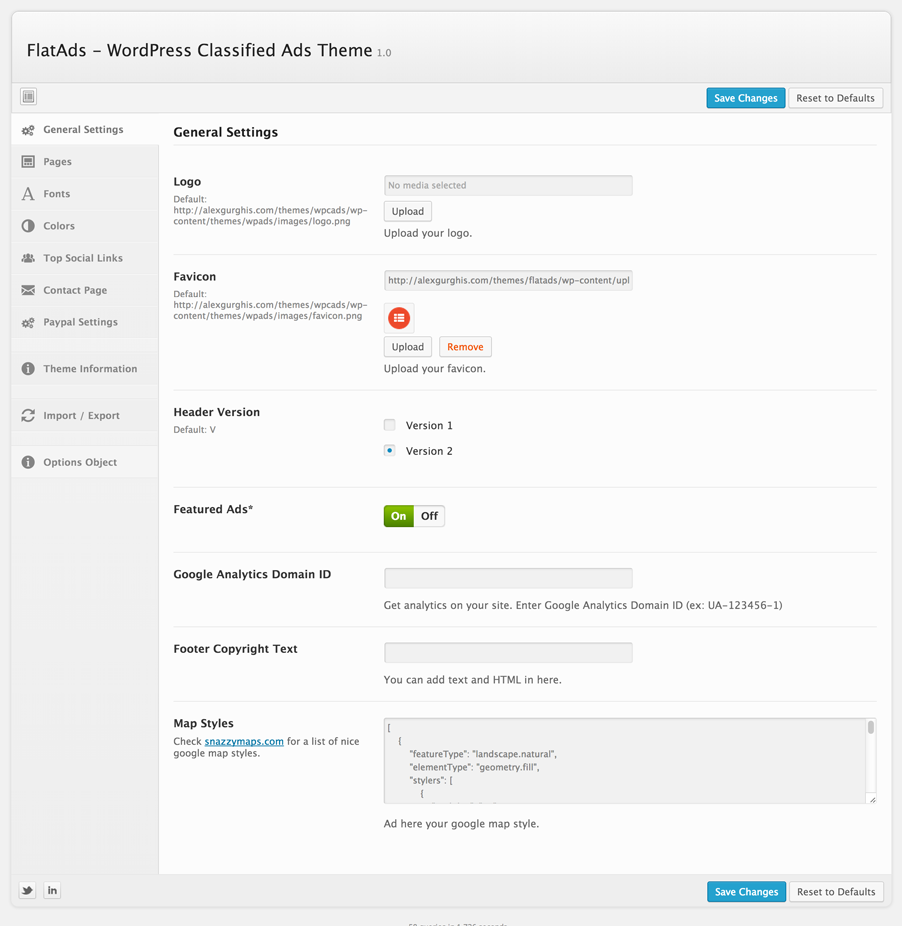 FlatAds – WordPress Classified Ads Theme 1.0
Save Changes
Reset to Defaults
General Settings
Pages
Fonts
Colors
Top Social Links
Contact Page
Paypal Settings
Theme Information
Import / Export
Options Object
General Settings
Logo
Default:
http://alexgurghis.com/themes/wpcads/wp-
content/themes/wpads/images/logo.png
No media selected
Upload
Upload your logo.
Favicon
Default:
http://alexgurghis.com/themes/wpcads/wp-
content/themes/wpads/images/favicon.png
http://alexgurghis.com/themes/flatads/wp-content/upl
Upload
Remove
Upload your favicon.
Header Version
Default: V
Version 1
Version 2
Featured Ads*
On
Off
Google Analytics Domain ID
Get analytics on your site. Enter Google Analytics Domain ID (ex: UA-123456-1)
Footer Copyright Text
You can add text and HTML in here.
Map Styles
Check snazzymaps.com for a list of nice
google map styles.
[
{
"featureType": "landscape.natural",
"elementType": "geometry.fill",
"stylers": [
{
Ad here your google map style.
in
Save Changes
Reset to Defaults